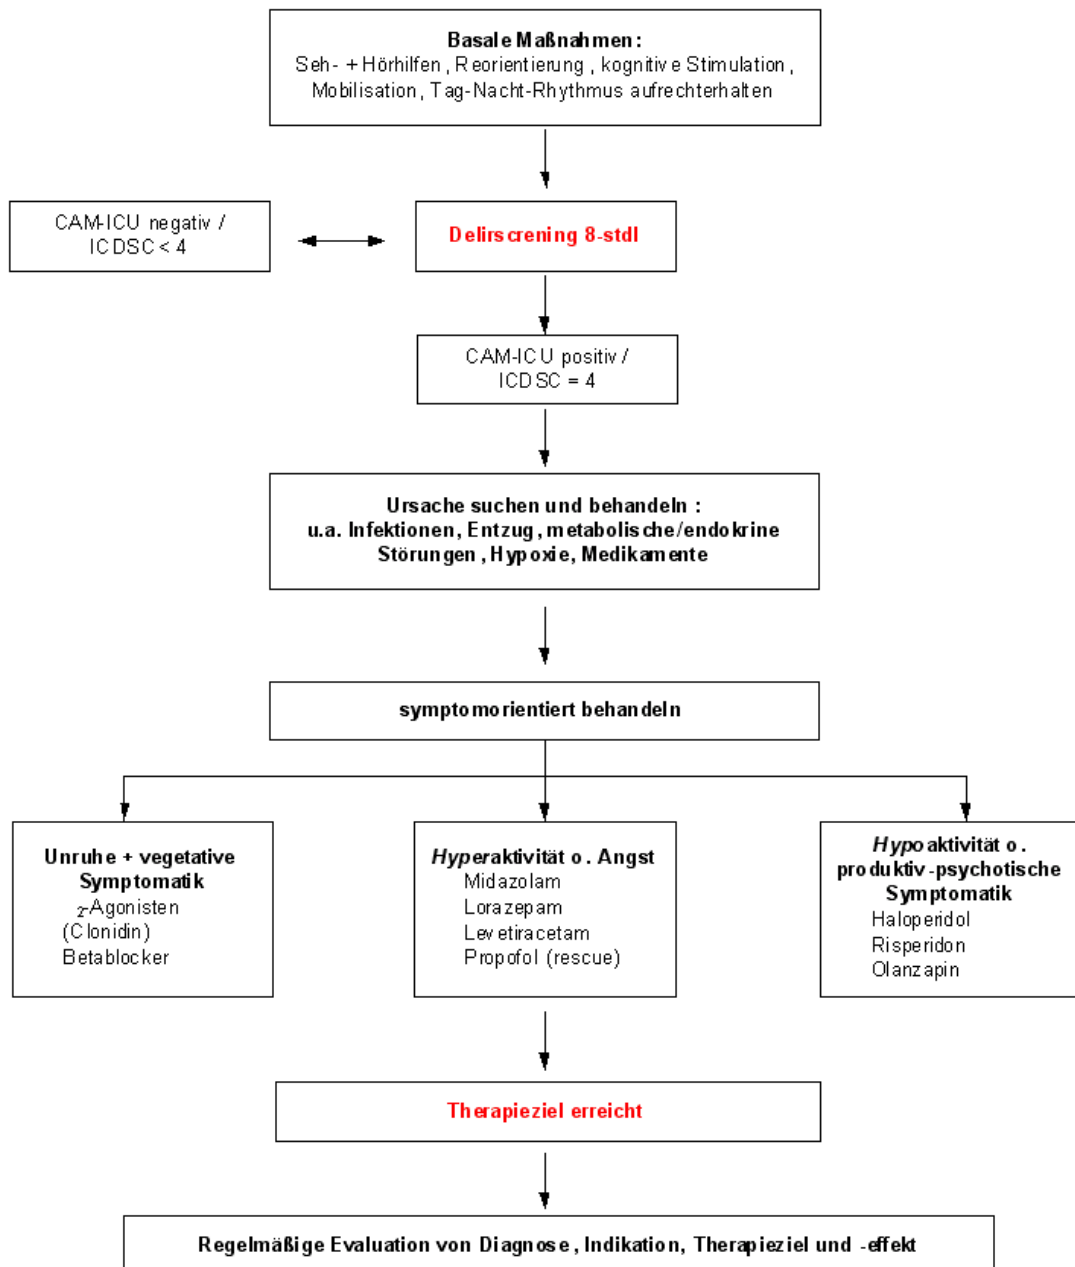 Basale Maßnahmen:
Seh- + Hörhilfen, Reorientierung, kognitive Stimulation,
Mobilisation, Tag-Nacht-Rhythmus aufrechterhalten
CAM-ICU negativ /
ICDSC < 4
Delirscrening 8-stdl
CAM-ICU positiv /
ICDSC = 4
Ursache suchen und behandeln:
u.a. Infektionen, Entzug, metabolische/endokrine
Störungen, Hypoxie, Medikamente
symptomorientiert behandeln
Unruhe + vegetative
Symptomatik
2-Agonisten
(Clonidin)
Betablocker
Hyperaktivität o. Angst
Midazolam
Lorazepam
Levetiracetam
Propofol (rescue)
Hypoaktivität o.
produktiv-psychotische
Symptomatik
Haloperidol
Risperidon
Olanzapin
Therapieziel erreicht
Regelmäßige Evaluation von Diagnose, Indikation, Therapieziel und -effekt